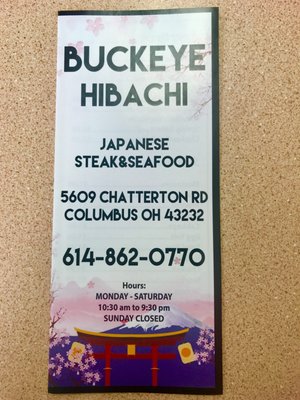 BUCKEYE
HIBACHI
JAPANESE
STEAK&SEAFOOD
5609 CHATTERTON RD
COLUMBUS OH 43232
614-862-0770
Hours:
MONDAY - SATURDAY
10:30 am to 9:30 pm
SUNDAY CLOSED